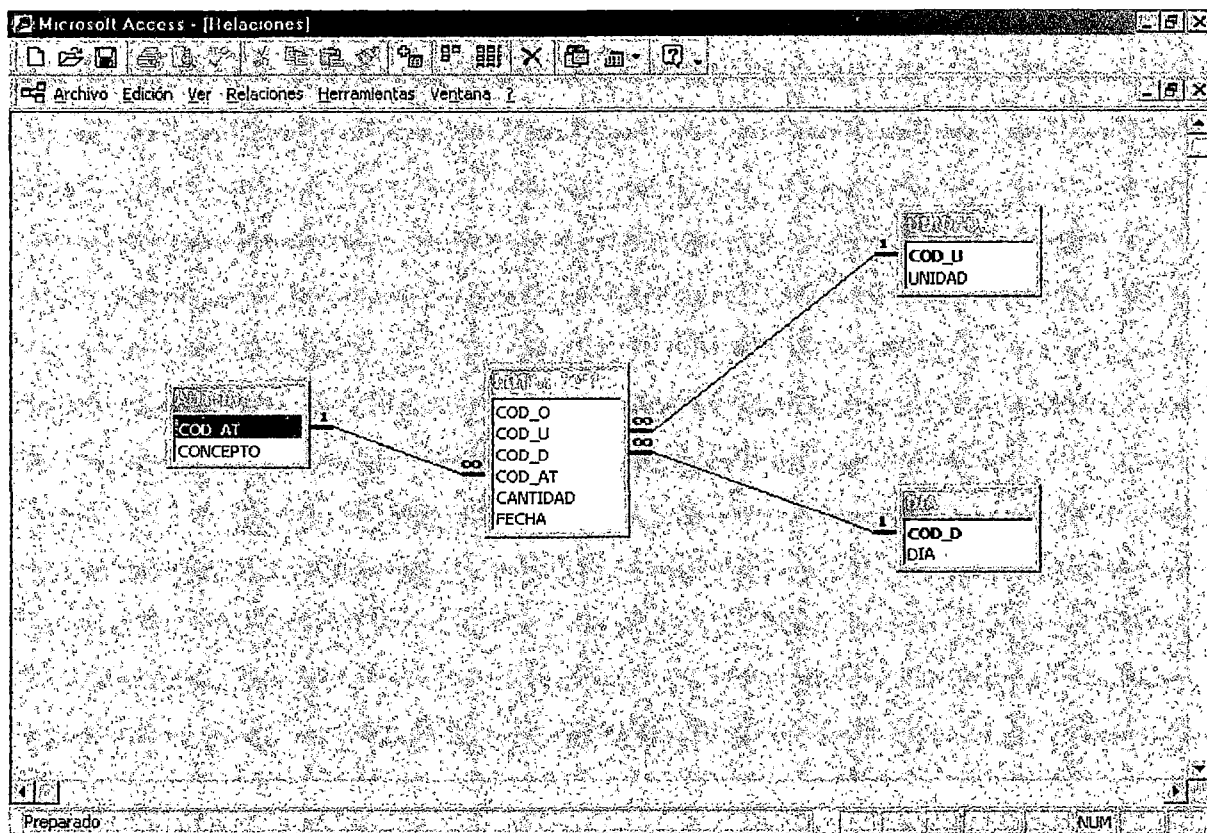 Microsoft Access - [Relaciones]
Archivo Edición Ver Relaciones Herramientas Ventana ?
1
COD_U
UNIDAD
COD_AT
CONCEPTO
1
∞
COD_O
COD_U
COD_D
COD_AT
CANTIDAD
FECHA
∞
∞
1
COD_D
DIA
Preparado
NUM